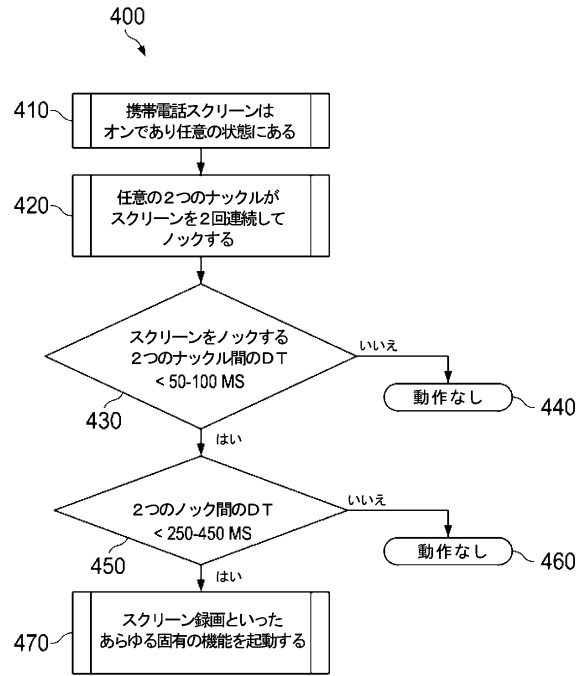 400
410
携帯電話スクリーンは
オンであり任意の状態にある
420
任意の2つのナックルが
スクリーンを2回連続して
ノックする
スクリーンをノックする
2つのナックル間のDT
< 50-100 MS
430
いいえ
動作なし
440
はい
2つのノック間のDT
< 250-450 MS
450
いいえ
動作なし
460
はい
470
スクリーン録画といった
あらゆる固有の機能を起動する